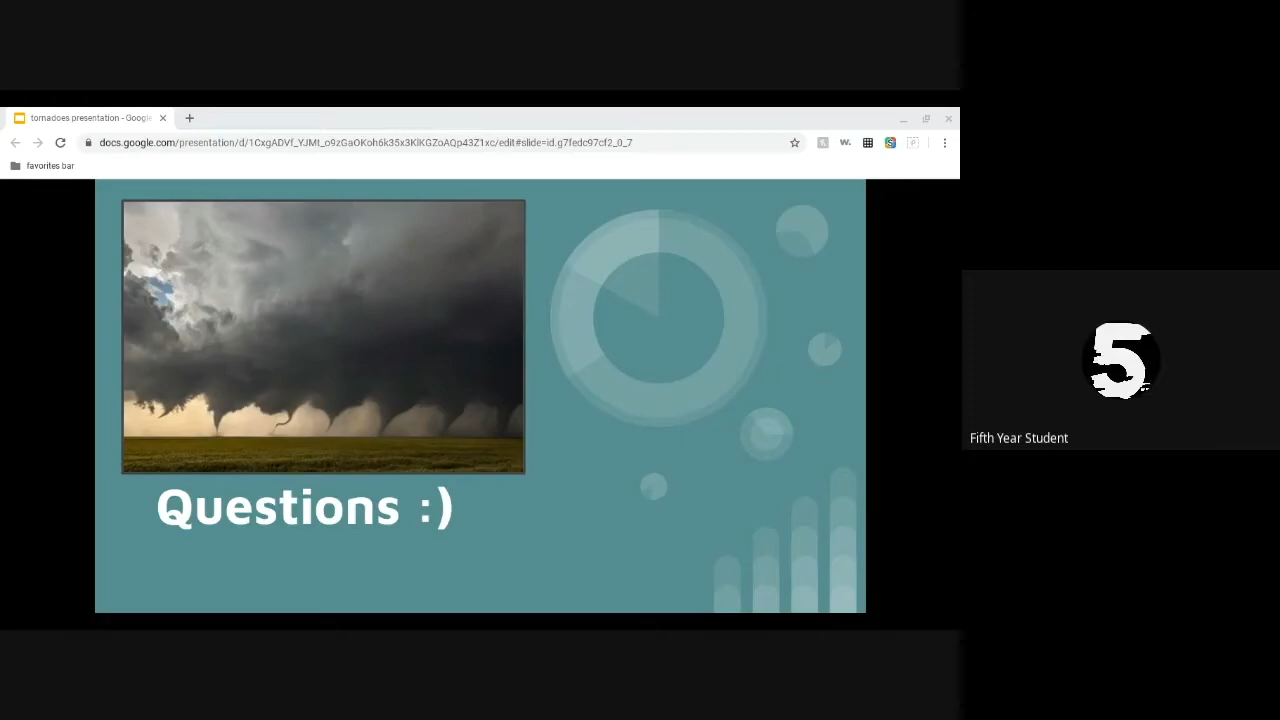 tornadoes presentation - Google
docs.google.com/presentation/d/1CxgADVf_YJMt_o9zGaOKoh6k35x3KlKGZoAQp43Z1xc/edit#slide=id.g7fedc97cf2_0_7
W.
favorites bar
Questions :)
5
Fifth Year Student